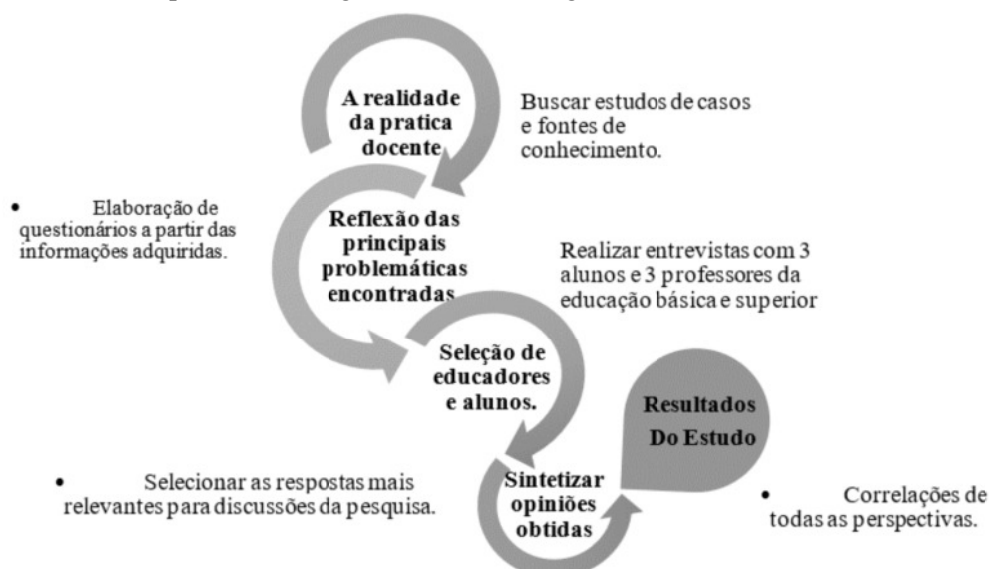 A realidade
da pratica
docente
Buscar estudos de casos
e fontes de
conhecimento.
• Elaboração de
questionários a partir das
informações adquiridas.
Reflexão das
principais
problemáticas
encontradas
Realizar entrevistas com 3
alunos e 3 professores da
educação básica e superior
Seleção de
educadores
e alunos.
Resultados
Do Estudo
• Selecionar as respostas mais
relevantes para discussões da pesquisa.
Sintetizar
opiniões
obtidas
• Correlações de
todas as perspectivas.